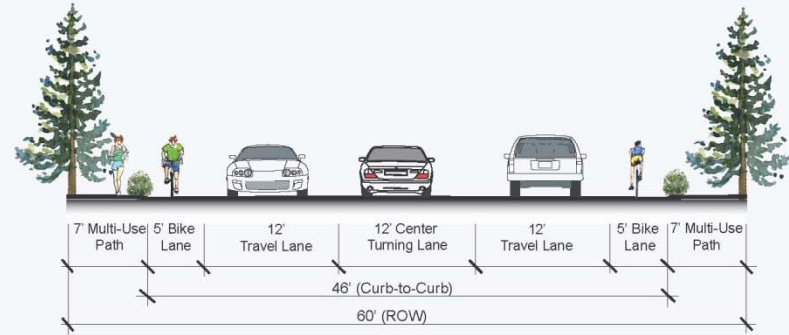 7' Multi-Use
Path
5' Bike
Lane
12'
Travel Lane
12' Center
Turning Lane
12'
Travel Lane
5' Bike
Lane
7' Multi-Use
Path
46' (Curb-to-Curb)
60' (ROW)